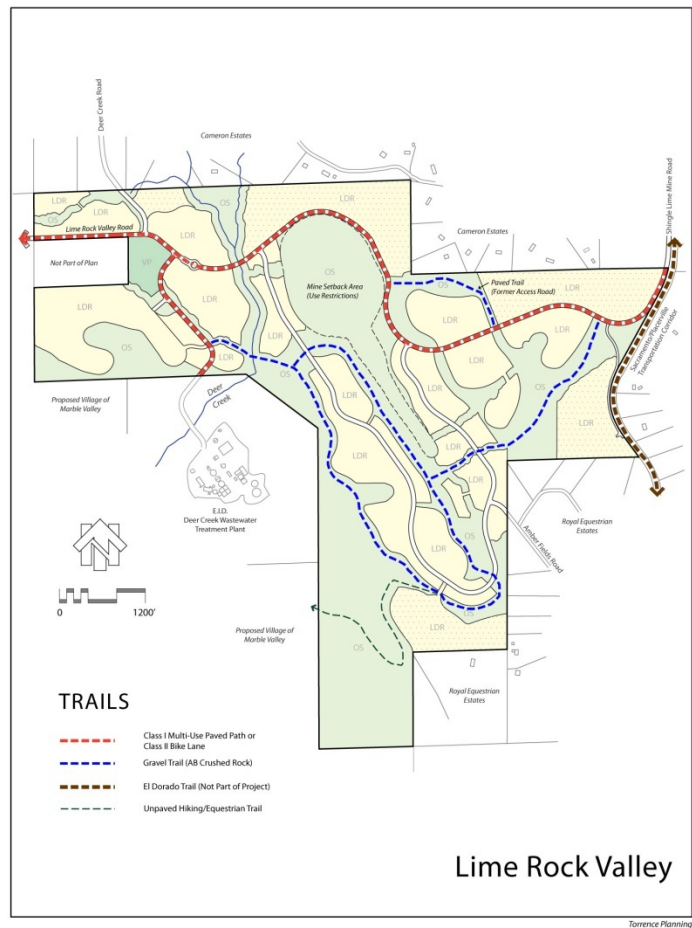 Deer Creek Road
Cameron Estates
Shingle Lime Mine Road
LDR
OS
LDR
OS
LDR
LDR
OS
LDR
Lime Rock Valley Road
Cameron Estates
Not Part of Plan
VP
LDR
OS
Mine Setback Area
(Use Restrictions)
OS
Paved Trail
(Former Access Road)
LDR
LDR
LDR
LDR
LDR
LDR
LDR
Sacramento/Placerville
Transportation Corridor
OS
LDR
OS
LDR
LDR
LDR
Proposed Village of
Marble Valley
Deer
Creek
E.I.D.
Deer Creek Wastewater
Treatment Plant
LDR
Royal Equestrian
Estates
Amber Fields Road
OS
LDR
0
1200'
Proposed Village of
Marble Valley
OS
LDR
OS
Royal Equestrian
Estates
TRAILS
Class I Multi-Use Paved Path or
Class II Bike Lane
Gravel Trail (AB Crushed Rock)
El Dorado Trail (Not Part of Project)
Unpaved Hiking/Equestrian Trail
Lime Rock Valley
Torrence Planning